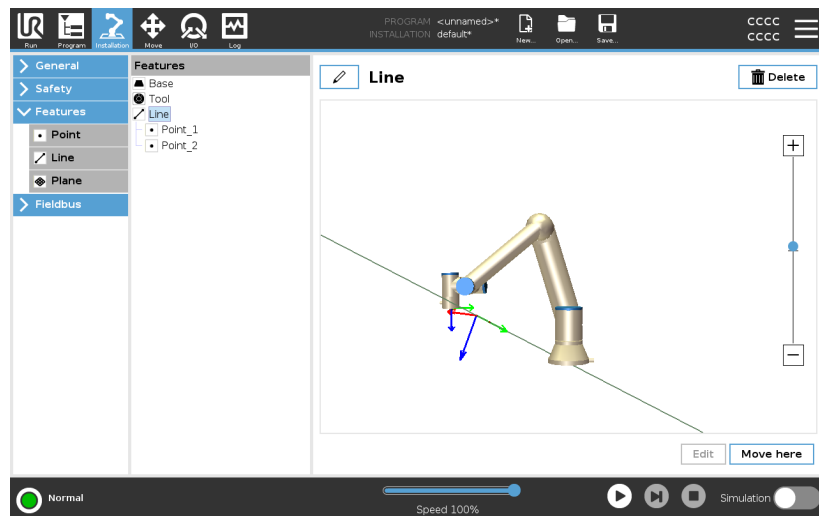 UR
PROGRAM <unnamed>*
INSTALLATION default*
CCCC
CCCC
Run
Program
Installation
Move
I/O
Log
New...
Open...
Save...
General
Safety
Features
Point
Line
Plane
Fieldbus
Features
Base
Tool
Line
Point_1
Point_2
Line
Delete
Edit
Move here
Normal
Speed 100%
Simulation